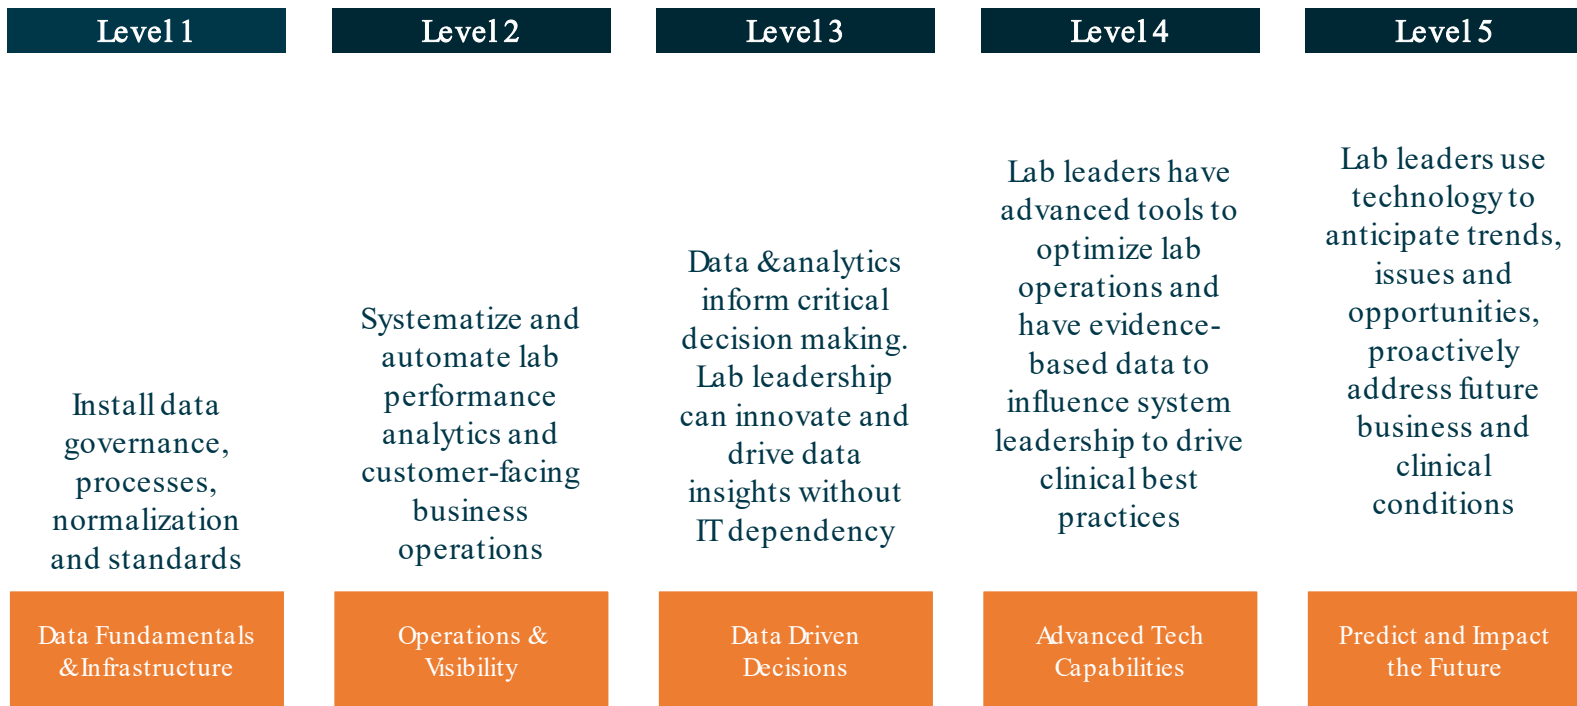 Level 1
Install data
governance,
processes,
normalization
and standards
Data Fundamentals
& Infrastructure
Level 2
Systematize and
automate lab
performance
analytics and
customer-facing
business
operations
Operations &
Visibility
Level 3
Data & analytics
inform critical
decision making.
Lab leadership
can innovate and
drive data
insights without
IT dependency
Data Driven
Decisions
Level 4
Lab leaders have
advanced tools to
optimize lab
operations and
have evidence-
based data to
influence system
leadership to drive
clinical best
practices
Advanced Tech
Capabilities
Level 5
Lab leaders use
technology to
anticipate trends,
issues and
opportunities,
proactively
address future
business and
clinical
conditions
Predict and Impact
the Future